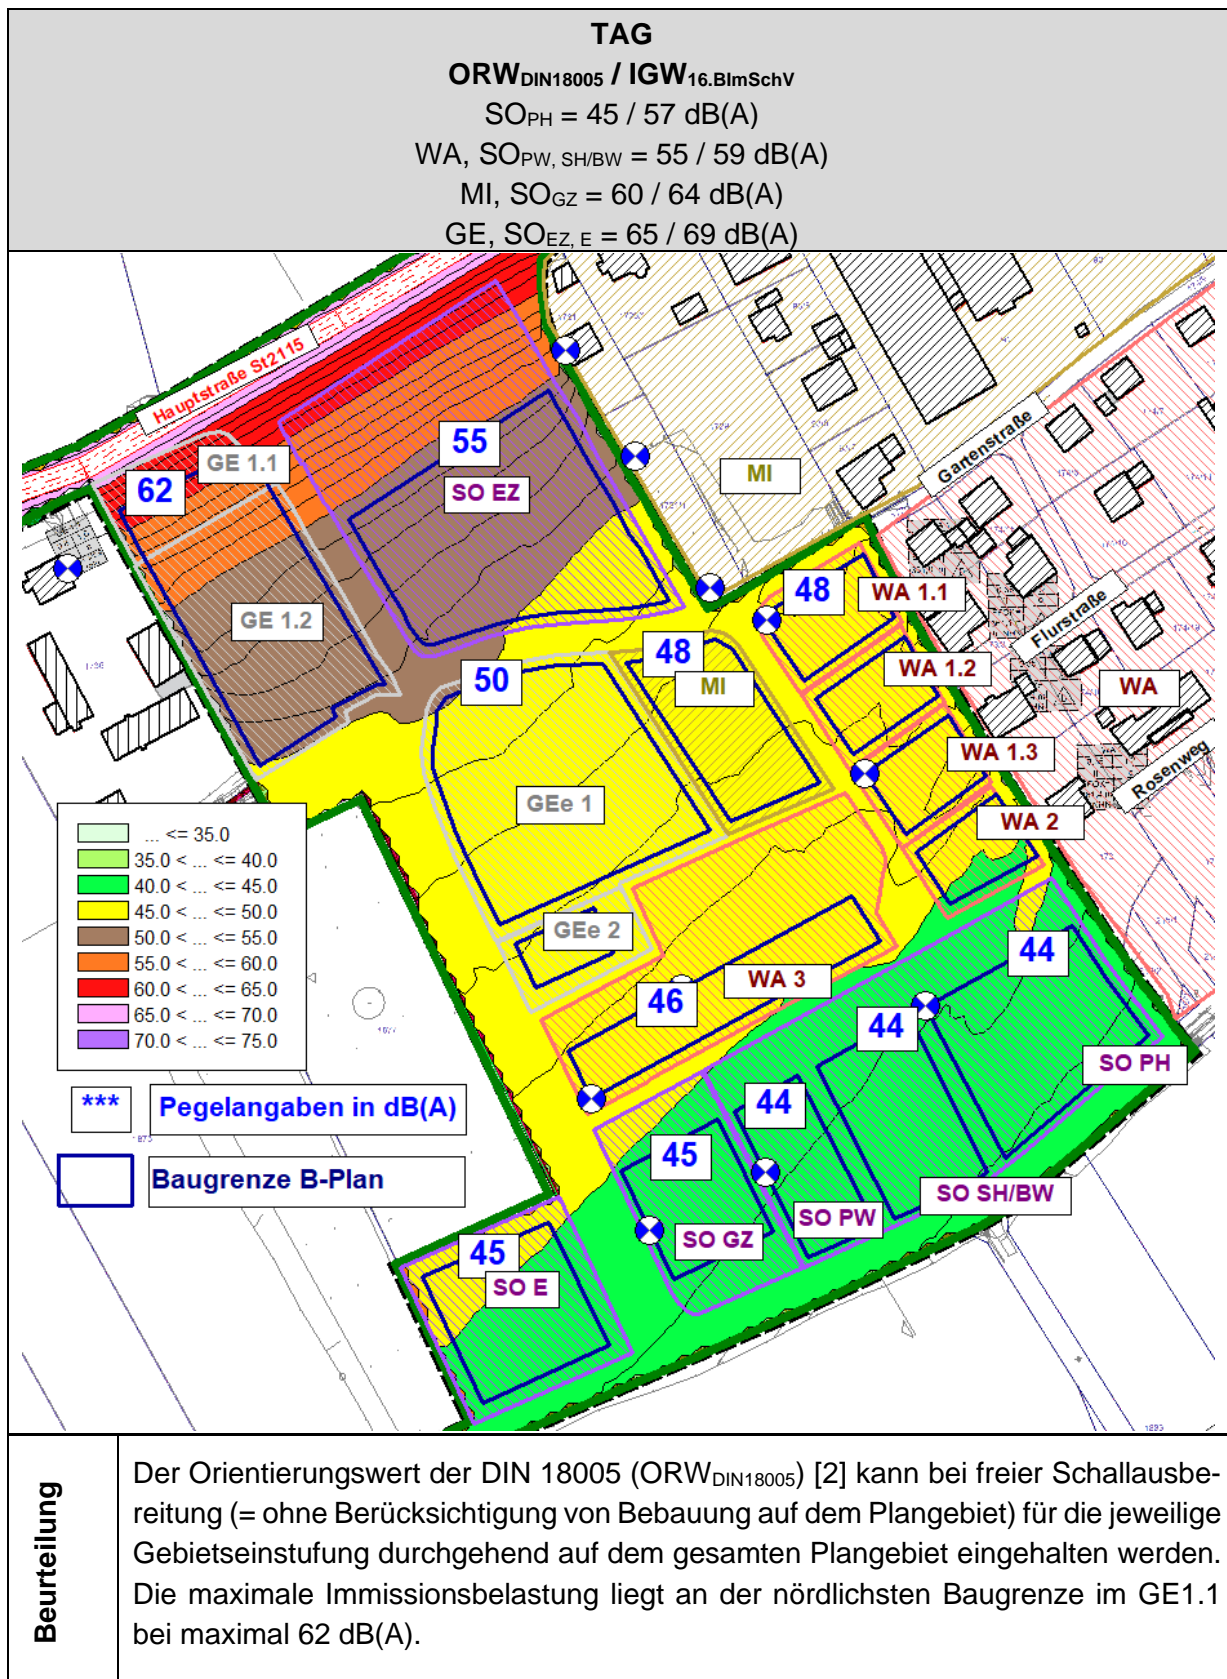 TAG
ORWDIN18005 / IGW16.BImSchV
SOPH = 45 / 57 dB(A)
WA, SOPW, SH/BW = 55 / 59 dB(A)
MI, SOGZ = 60 / 64 dB(A)
GE, SOEZ, E = 65 / 69 dB(A)
Hauptstraße St2115
GE 1.1
62
55
SO EZ
MI
Gartenstraße
GE 1.2
48
WA 1.1
Flurstraße
48
MI
WA 1.2
WA
50
WA 1.3
Rosenweg
GEe 1
WA 2
... <= 35.0
35.0 < ... <= 40.0
40.0 < ... <= 45.0
45.0 < ... <= 50.0
50.0 < ... <= 55.0
55.0 < ... <= 60.0
60.0 < ... <= 65.0
65.0 < ... <= 70.0
70.0 < ... <= 75.0
GEe 2
44
46
WA 3
44
SO PH
*** Pegelangaben in dB(A)
44
45
Baugrenze B-Plan
SO SH/BW
SO PW
SO GZ
45
SO E
Beurteilung
Der Orientierungswert der DIN 18005 (ORWDIN18005) [2] kann bei freier Schallausbe-
reitung (= ohne Berücksichtigung von Bebauung auf dem Plangebiet) für die jeweilige
Gebietseinstufung durchgehend auf dem gesamten Plangebiet eingehalten werden.
Die maximale Immissionsbelastung liegt an der nördlichsten Baugrenze im GE1.1
bei maximal 62 dB(A).